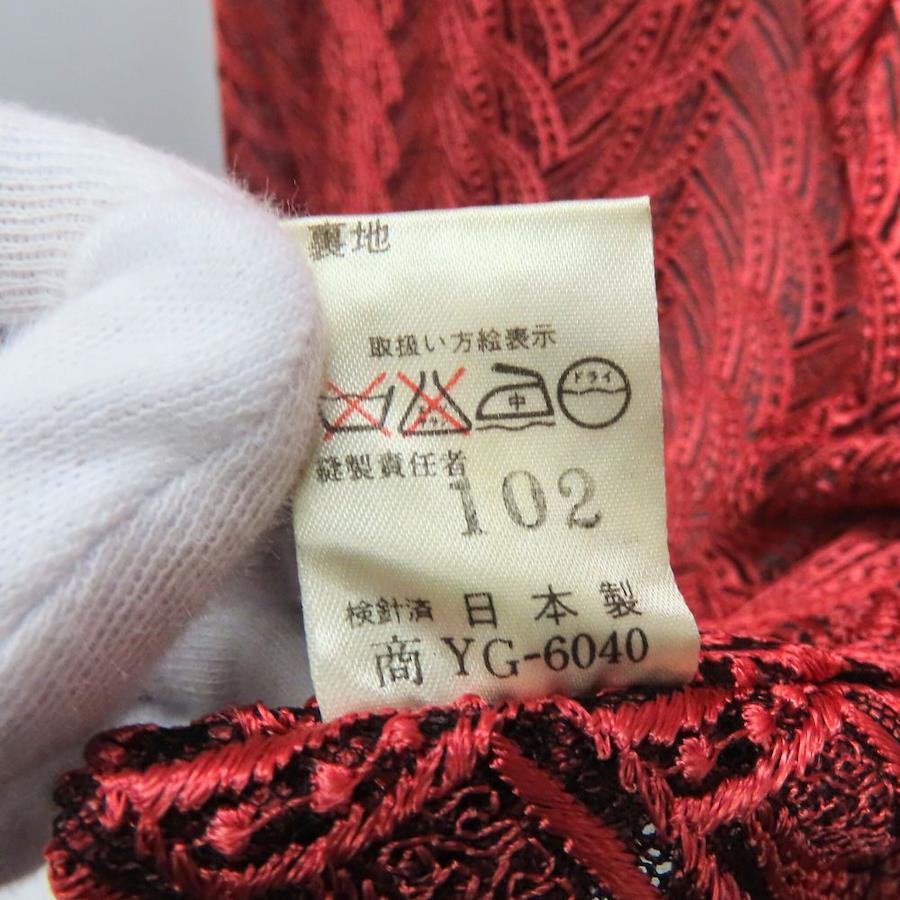 裏地
取扱い方絵表示
中 ドライ
縫製責任者
102
検針済 日本製
商 YG-6040